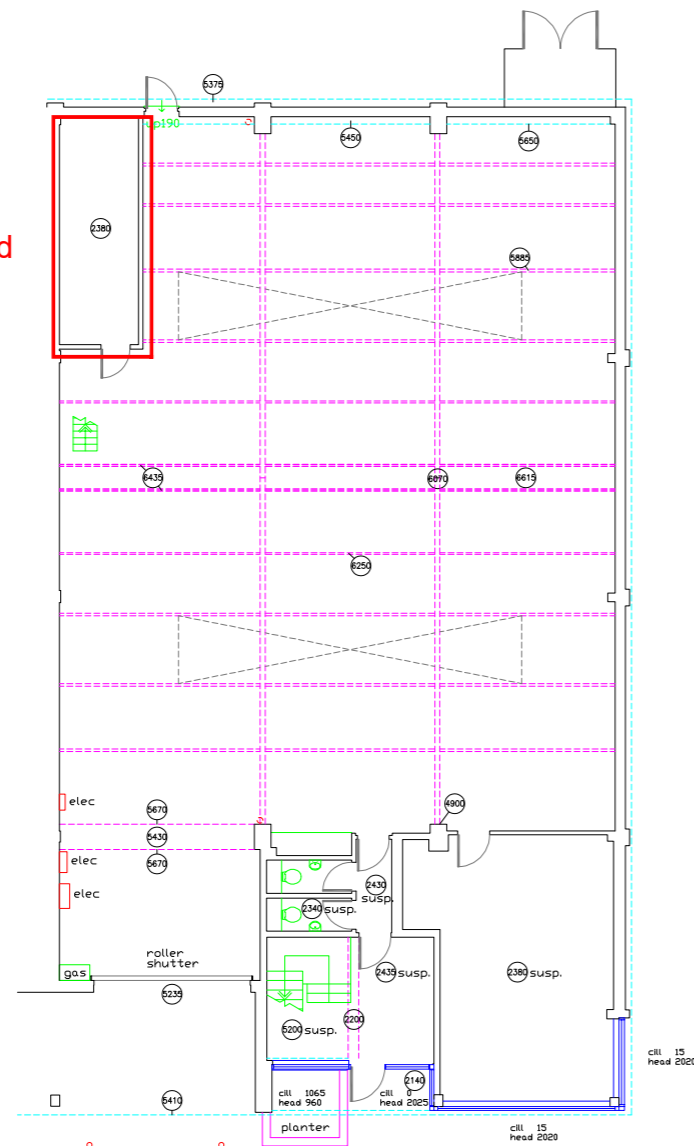 5375
up190
5450
5650
2380
d
5885
6435
6070
6615
6250
elec
5670
4900
5430
elec
5670
elec
2430
susp.
2340 susp.
roller
shutter
gas
2435 susp.
2380 susp.
5235
2200
5200 susp.
cill 15
head 2020
2140
cill 1065
head 960
cill 0
head 2025
5410
planter
cill 15
head 2020